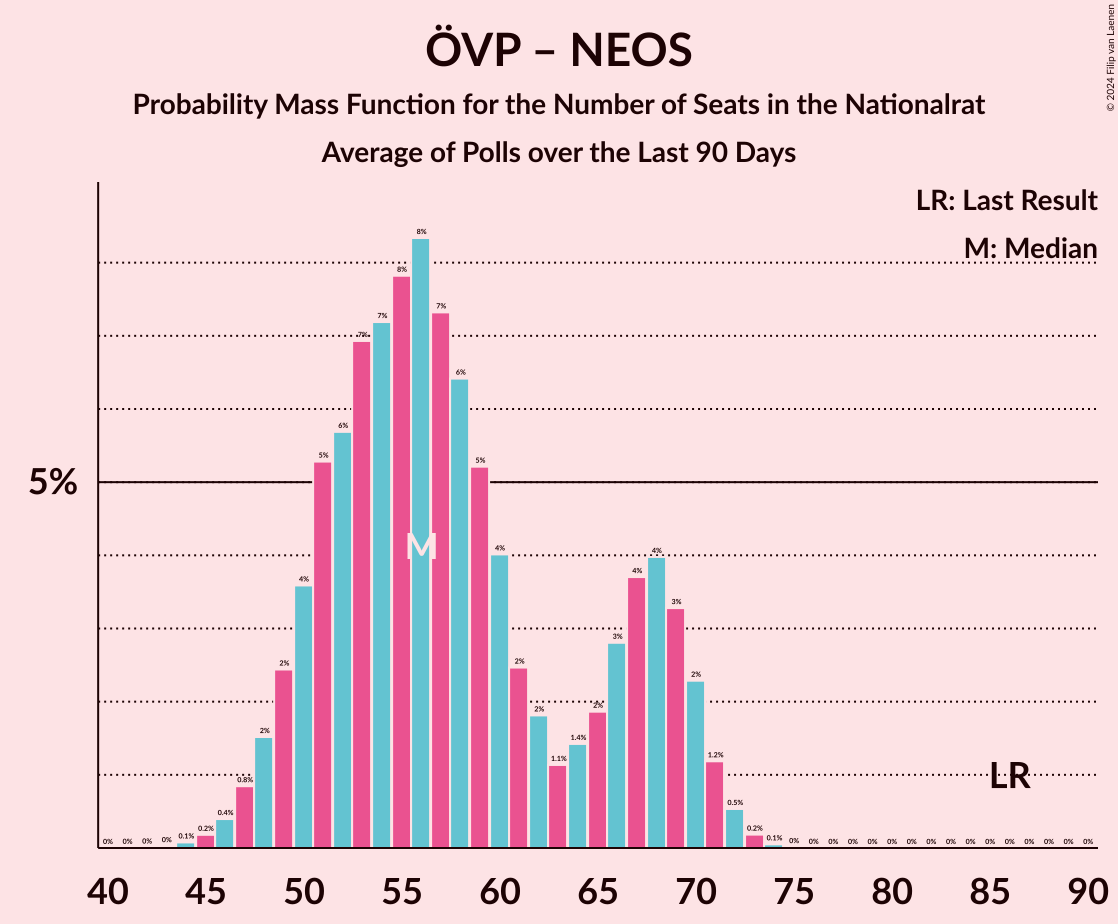 ÖVP – NEOS
Probability Mass Function for the Number of Seats in the Nationalrat
Average of Polls over the Last 90 Days
© 2024 Filip van Laenen
LR: Last Result
M: Median
5%
0% 0% 0% 0% 0.1% 0.2% 0.4% 0.8% 2% 2% 4% 5% 6% 7% 7% 8% 8% 7% 6% 5% 4% 2% 2% 1.1% 1.4% 2% 3% 4% 4% 3% 2% 1.2% 0.5% 0.2% 0.1% 0% 0% 0% 0% 0% 0% 0% 0% 0% 0% 0% 0% 0% 0% 0% 0%
M
LR
40 45 50 55 60 65 70 75 80 85 90